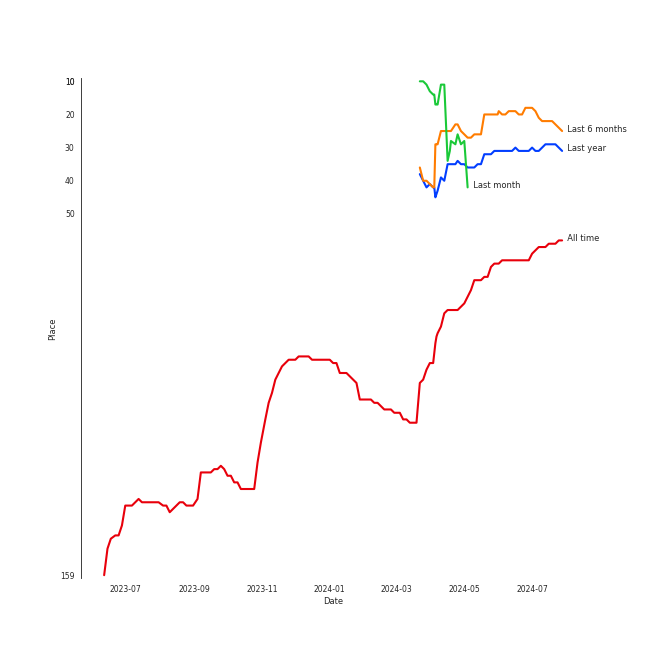 10
20
30
40
50
159
Place
Last 6 months
Last year
Last month
All time
2023-07
2023-09
2023-11
2024-01
2024-03
2024-05
2024-07
Date